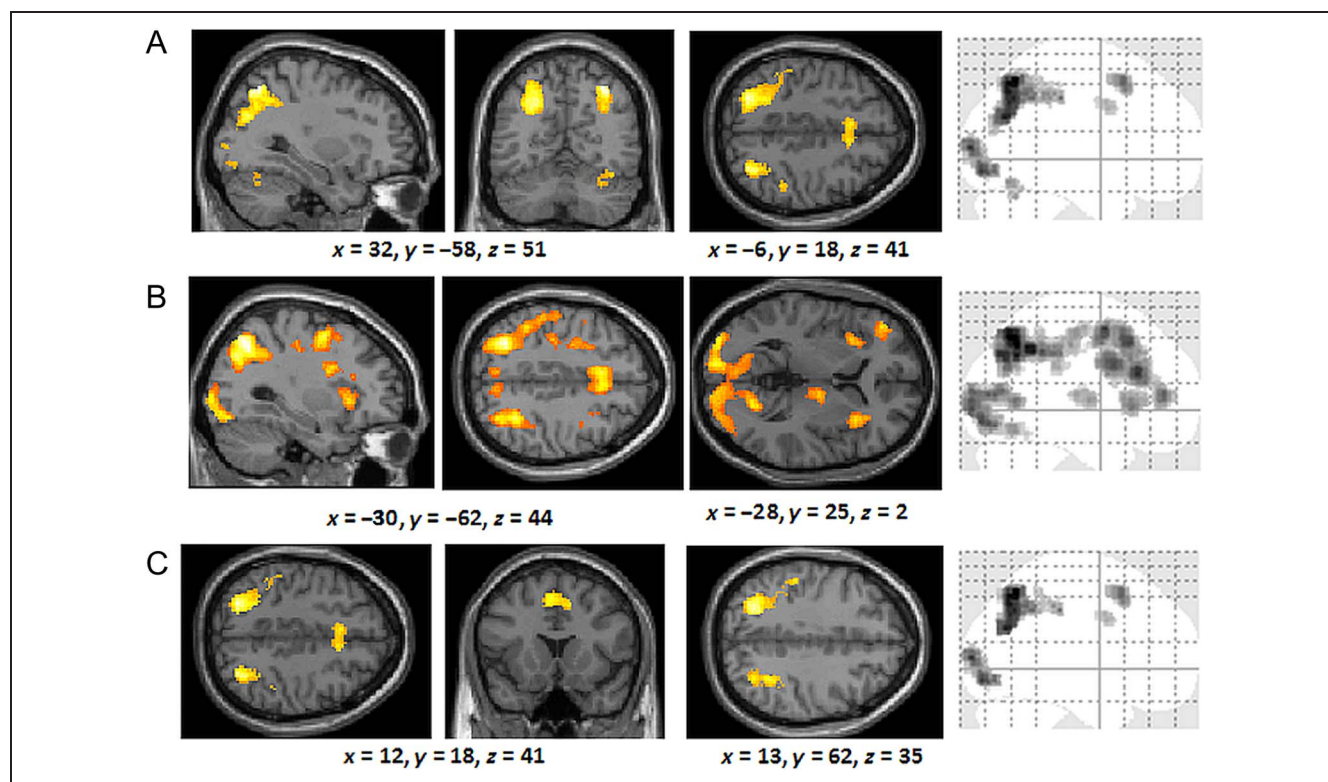 A
x = 32, y = –58, z = 51
x = –6, y = 18, z = 41
B
x = –30, y = –62, z = 44
x = –28, y = 25, z = 2
C
x = 12, y = 18, z = 41
x = 13, y = 62, z = 35